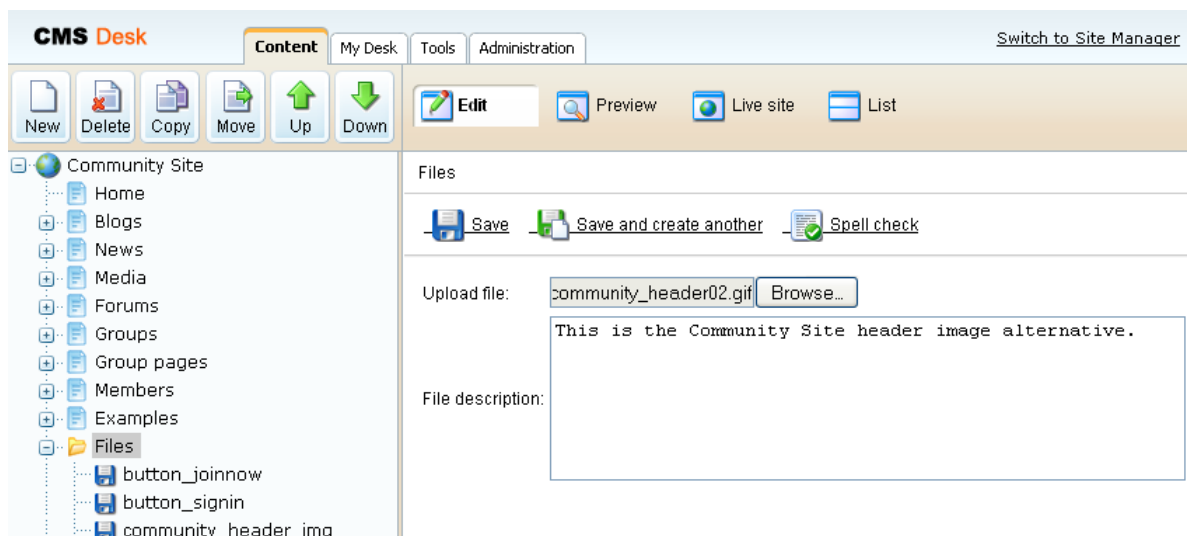 CMS Desk
Content
My Desk
Tools
Administration
Switch to Site Manager
New
Delete
Copy
Move
Up
Down
Edit
Preview
Live site
List
Community Site
Home
Blogs
News
Media
Forums
Groups
Group pages
Members
Examples
Files
button_joinnow
button_signin
community_header_img
Files
Save
Save and create another
Spell check
Upload file:
community_header02.gif
Browse...
File description:
This is the Community Site header image alternative.